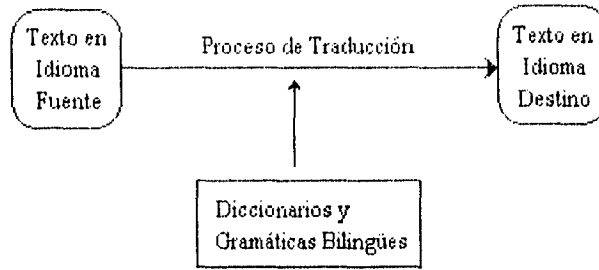 Texto en
Idioma
Fuente
Proceso de Traducción
Texto en
Idioma
Destino
Diccionarios y
Gramáticas Bilingües